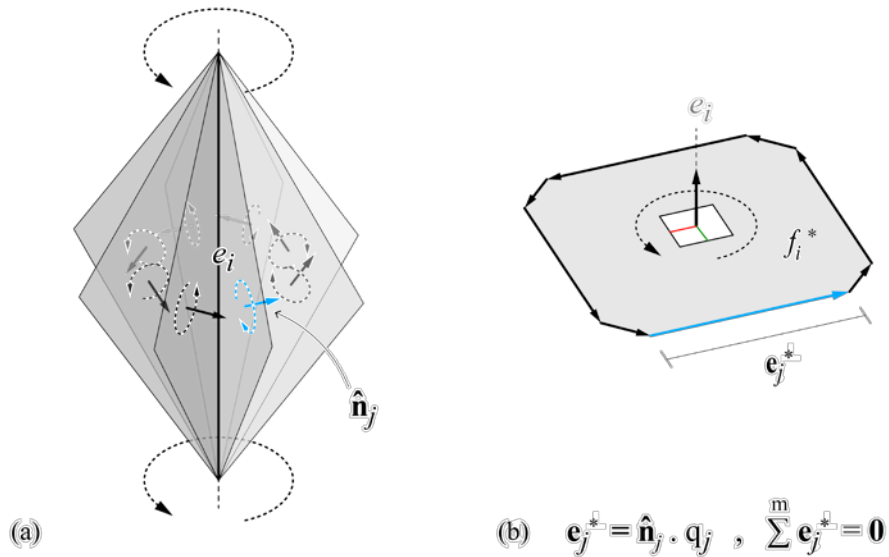 e_i
e_i
f_i^*
e_j^⊥*
n̂_j
(a)
(b) e_j^⊥* = n̂_j . q_j , ∑^m e_j^⊥* = 0